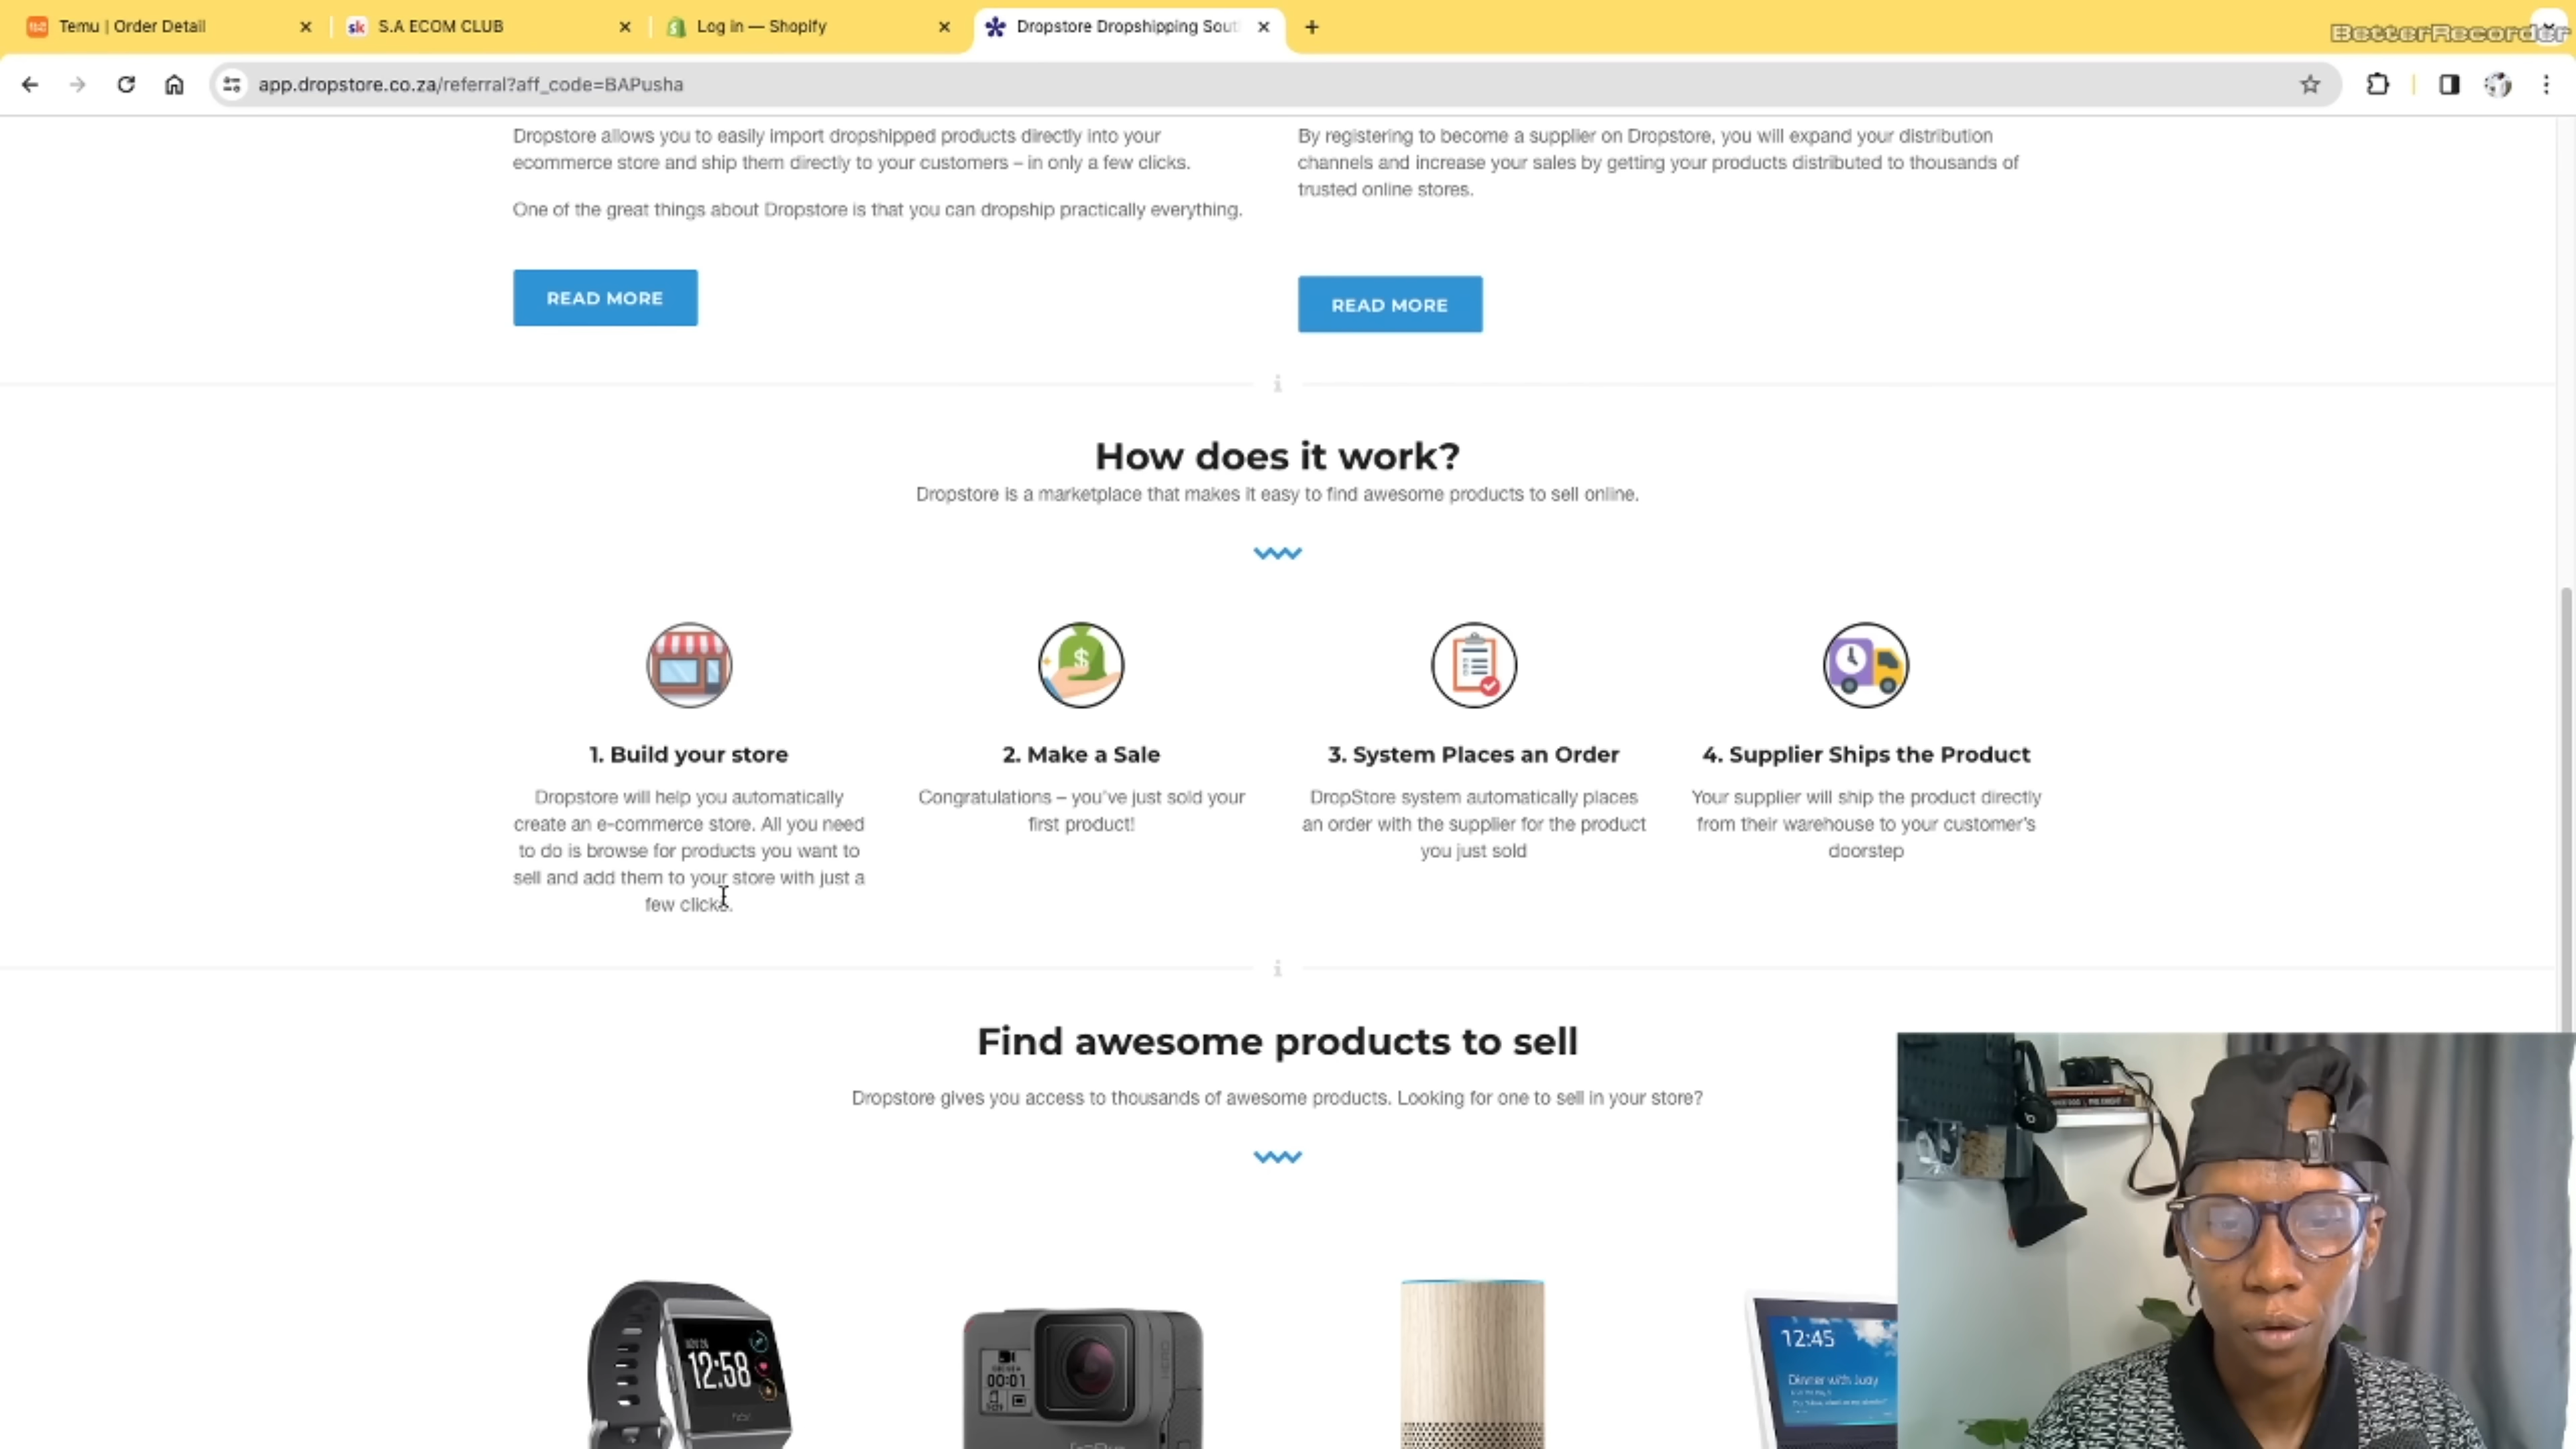 Temu | Order Detail
sk S.A ECOM CLUB
Log in — Shopify
Dropstore Dropshipping Sout
BetterRecorder
app.dropstore.co.za/referral?aff_code=BAPusha
Dropstore allows you to easily import dropshipped products directly into your
ecommerce store and ship them directly to your customers – in only a few clicks.
One of the great things about Dropstore is that you can dropship practically everything.
READ MORE
By registering to become a supplier on Dropstore, you will expand your distribution
channels and increase your sales by getting your products distributed to thousands of
trusted online stores.
READ MORE
How does it work?
Dropstore is a marketplace that makes it easy to find awesome products to sell online.
1. Build your store
Dropstore will help you automatically
create an e-commerce store. All you need
to do is browse for products you want to
sell and add them to your store with just a
few clicks.
2. Make a Sale
Congratulations – you've just sold your
first product!
3. System Places an Order
DropStore system automatically places
an order with the supplier for the product
you just sold
4. Supplier Ships the Product
Your supplier will ship the product directly
from their warehouse to your customer's
doorstep
Find awesome products to sell
Dropstore gives you access to thousands of awesome products. Looking for one to sell in your store?
12:58
00:01
12:45
Dinner with Judy